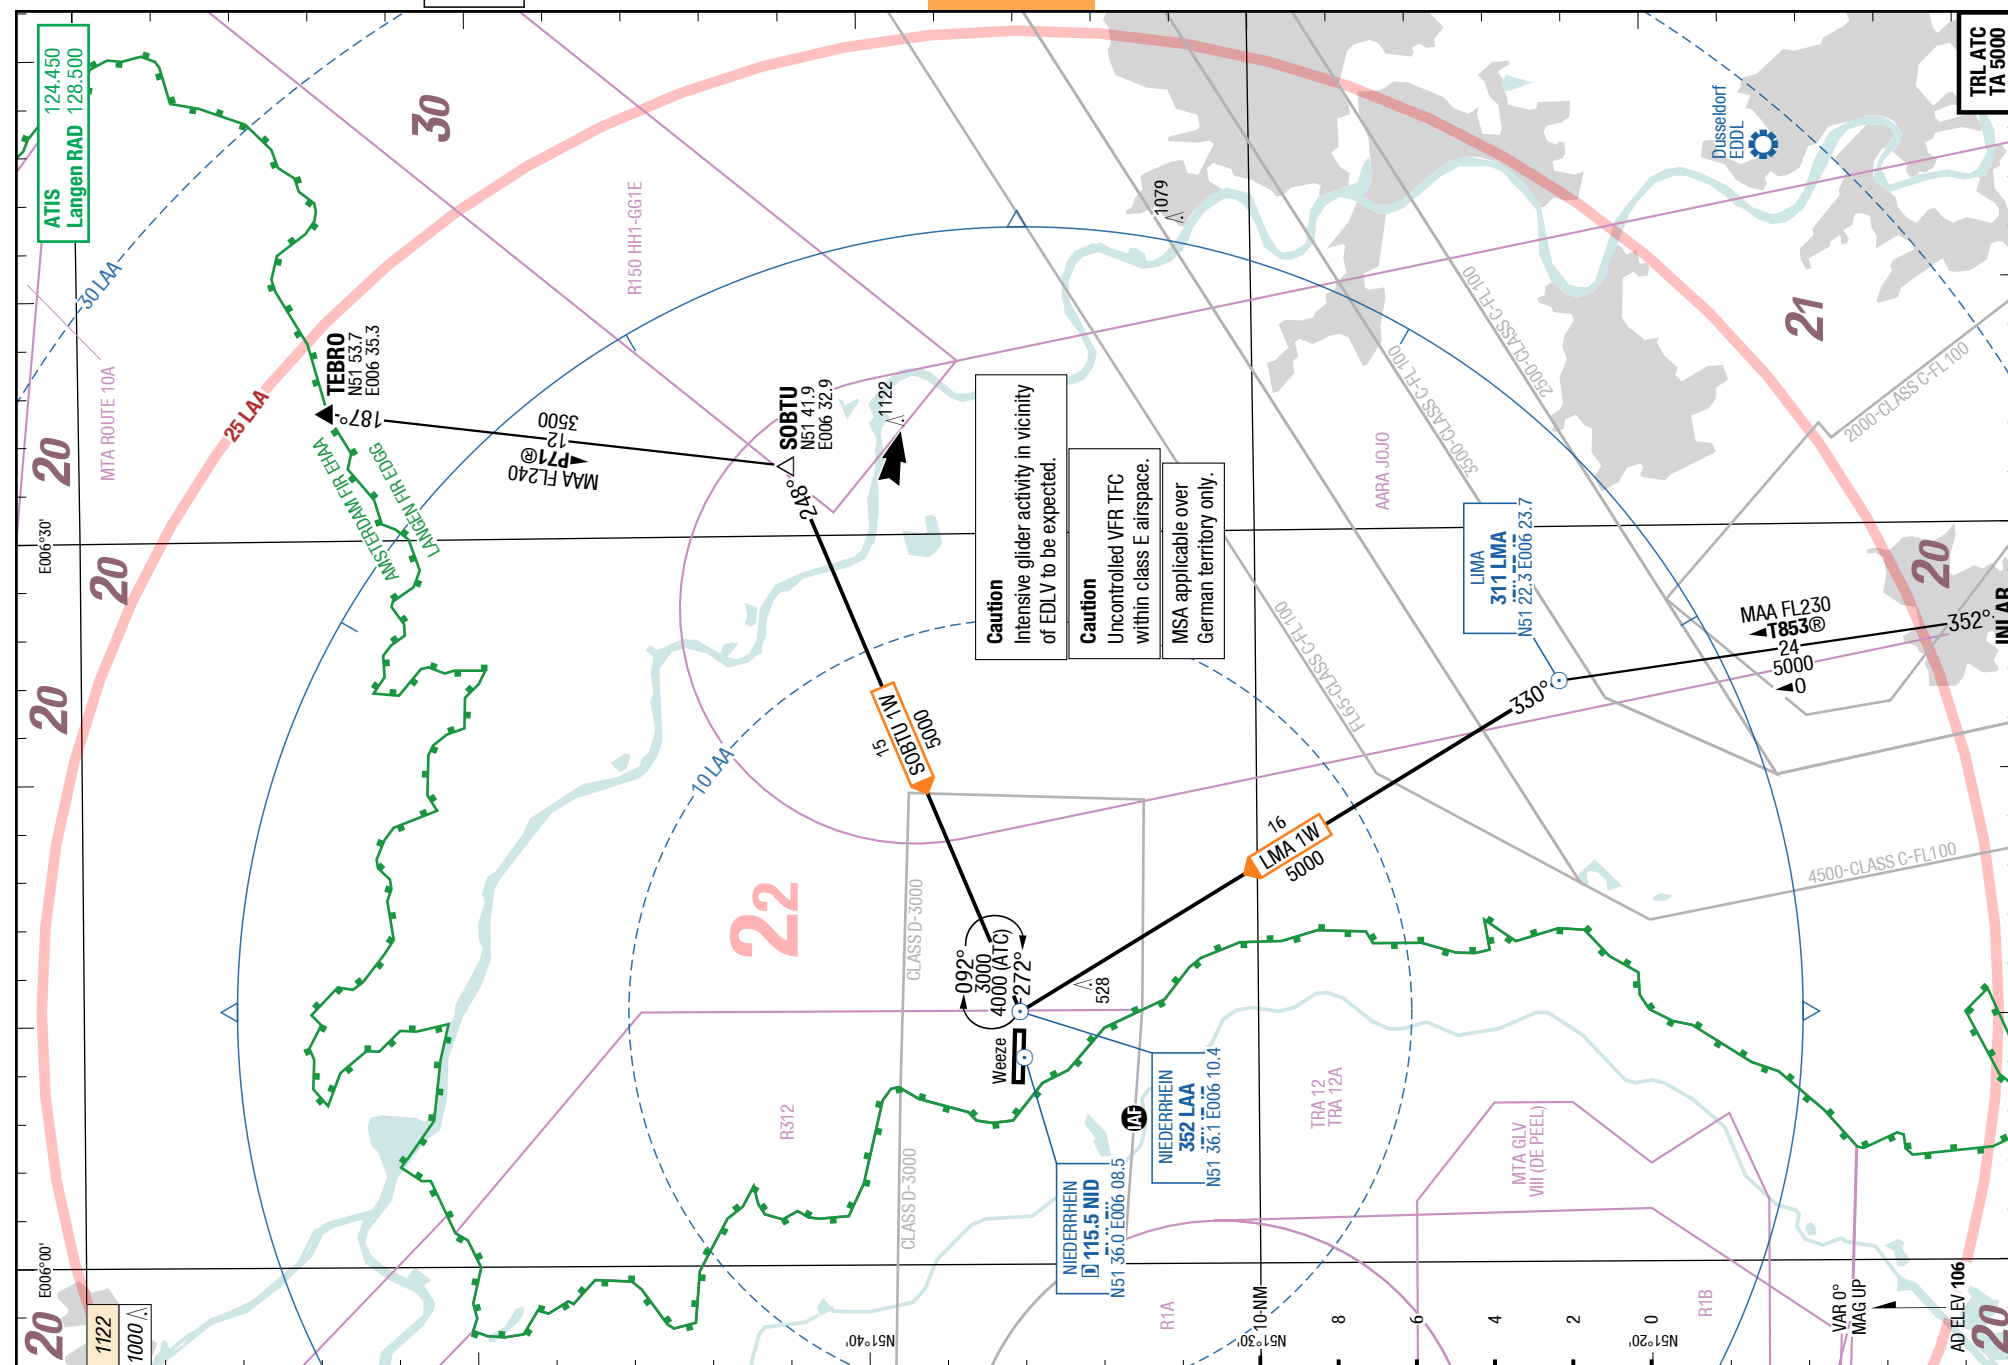 ATIS 124.450
Langen RAD 128.500
TRL ATC
TA 5000
30
30 LAA
MTA ROUTE 10A
25 LAA
R150 HH1-GG1E
TEBRO
N51 53.7
E006 35.3
187°
3500
12
P71®
MAA FL240
AMSTERDAM FIR EHAA
LANGEN FIR EDGG
SOBTU
N51 41.9
E006 32.9
248°
1122
1079
Dusseldorf
EDDL
21
20
20
20
E006°30'
Caution
Intensive glider activity in vicinity
of EDLV to be expected.
Caution
Uncontrolled VFR TFC
within class E airspace.
MSA applicable over
German territory only.
AARA JOJO
FL65-CLASS C-FL100
3500-CLASS C-FL100
3500-CLASS C-FL100
2500-CLASS C-FL100
2000-CLASS C-FL100
4500-CLASS C-FL100
LIMA
311 LMA
N51 22.3 E006 23.7
330°
MAA FL230
T853®
24
5000
0
352°
INLAR
20
15
SOBTU 1W
5000
10 LAA
16
LMA 1W
5000
22
CLASS D-3000
092°
3000
4000 (ATC)
272°
528
Weeze
R312
CLASS D-3000
IAF
NIEDERRHEIN
352 LAA
N51 36.1 E006 10.4
NIEDERRHEIN
D 115.5 NID
N51 36.0 E006 08.5
TRA 12
TRA 12A
MTA GLV
VIII (DE PEEL)
R1A
R1B
E006°00'
20
1122
1000
N51°40'
N51°30'
N51°20'
10 NM
8
6
4
2
0
VAR 0°
MAG UP
AD ELEV 106
20